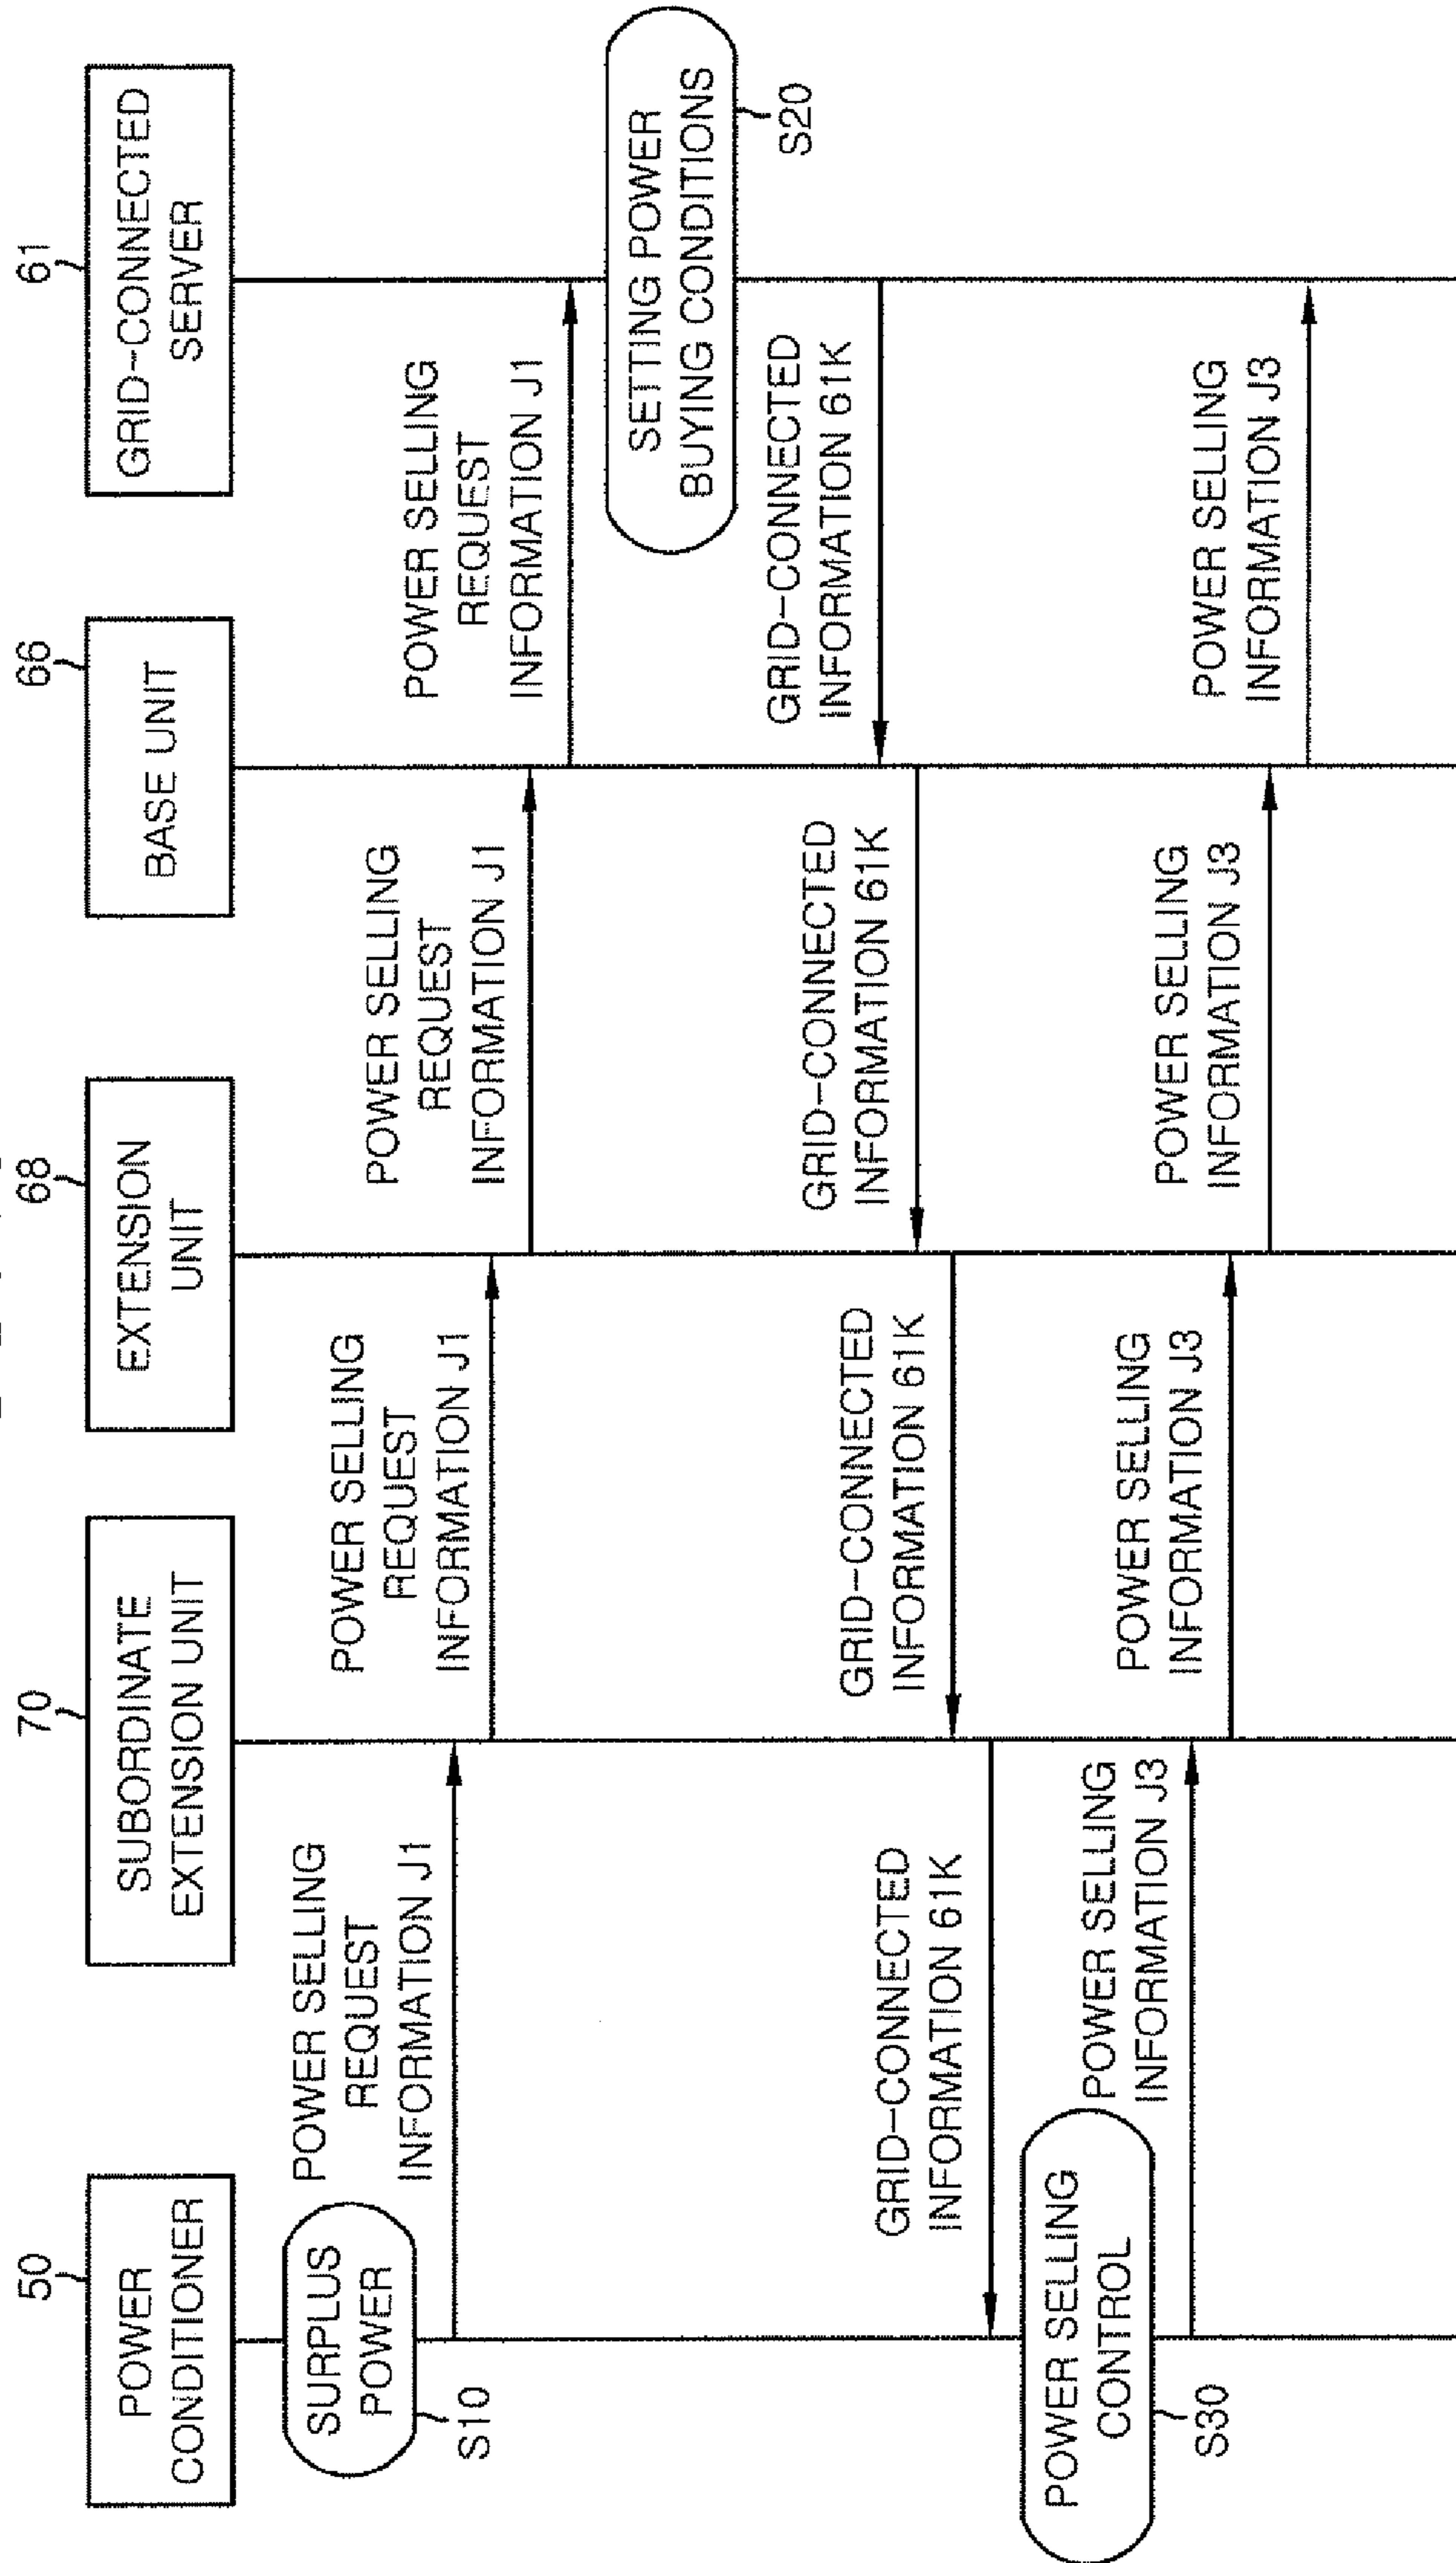 50
POWER
CONDITIONER
70
SUBORDINATE
EXTENSION UNIT
68
EXTENSION
UNIT
66
BASE UNIT
61
GRID-CONNECTED
SERVER
SURPLUS
POWER
S10
POWER SELLING
REQUEST
INFORMATION J1
POWER SELLING
REQUEST
INFORMATION J1
POWER SELLING
REQUEST
INFORMATION J1
POWER SELLING
REQUEST
INFORMATION J1
SETTING POWER
BUYING CONDITIONS
S20
GRID-CONNECTED
INFORMATION 61K
GRID-CONNECTED
INFORMATION 61K
GRID-CONNECTED
INFORMATION 61K
GRID-CONNECTED
INFORMATION 61K
POWER SELLING
CONTROL
S30
POWER SELLING
INFORMATION J3
POWER SELLING
INFORMATION J3
POWER SELLING
INFORMATION J3
POWER SELLING
INFORMATION J3